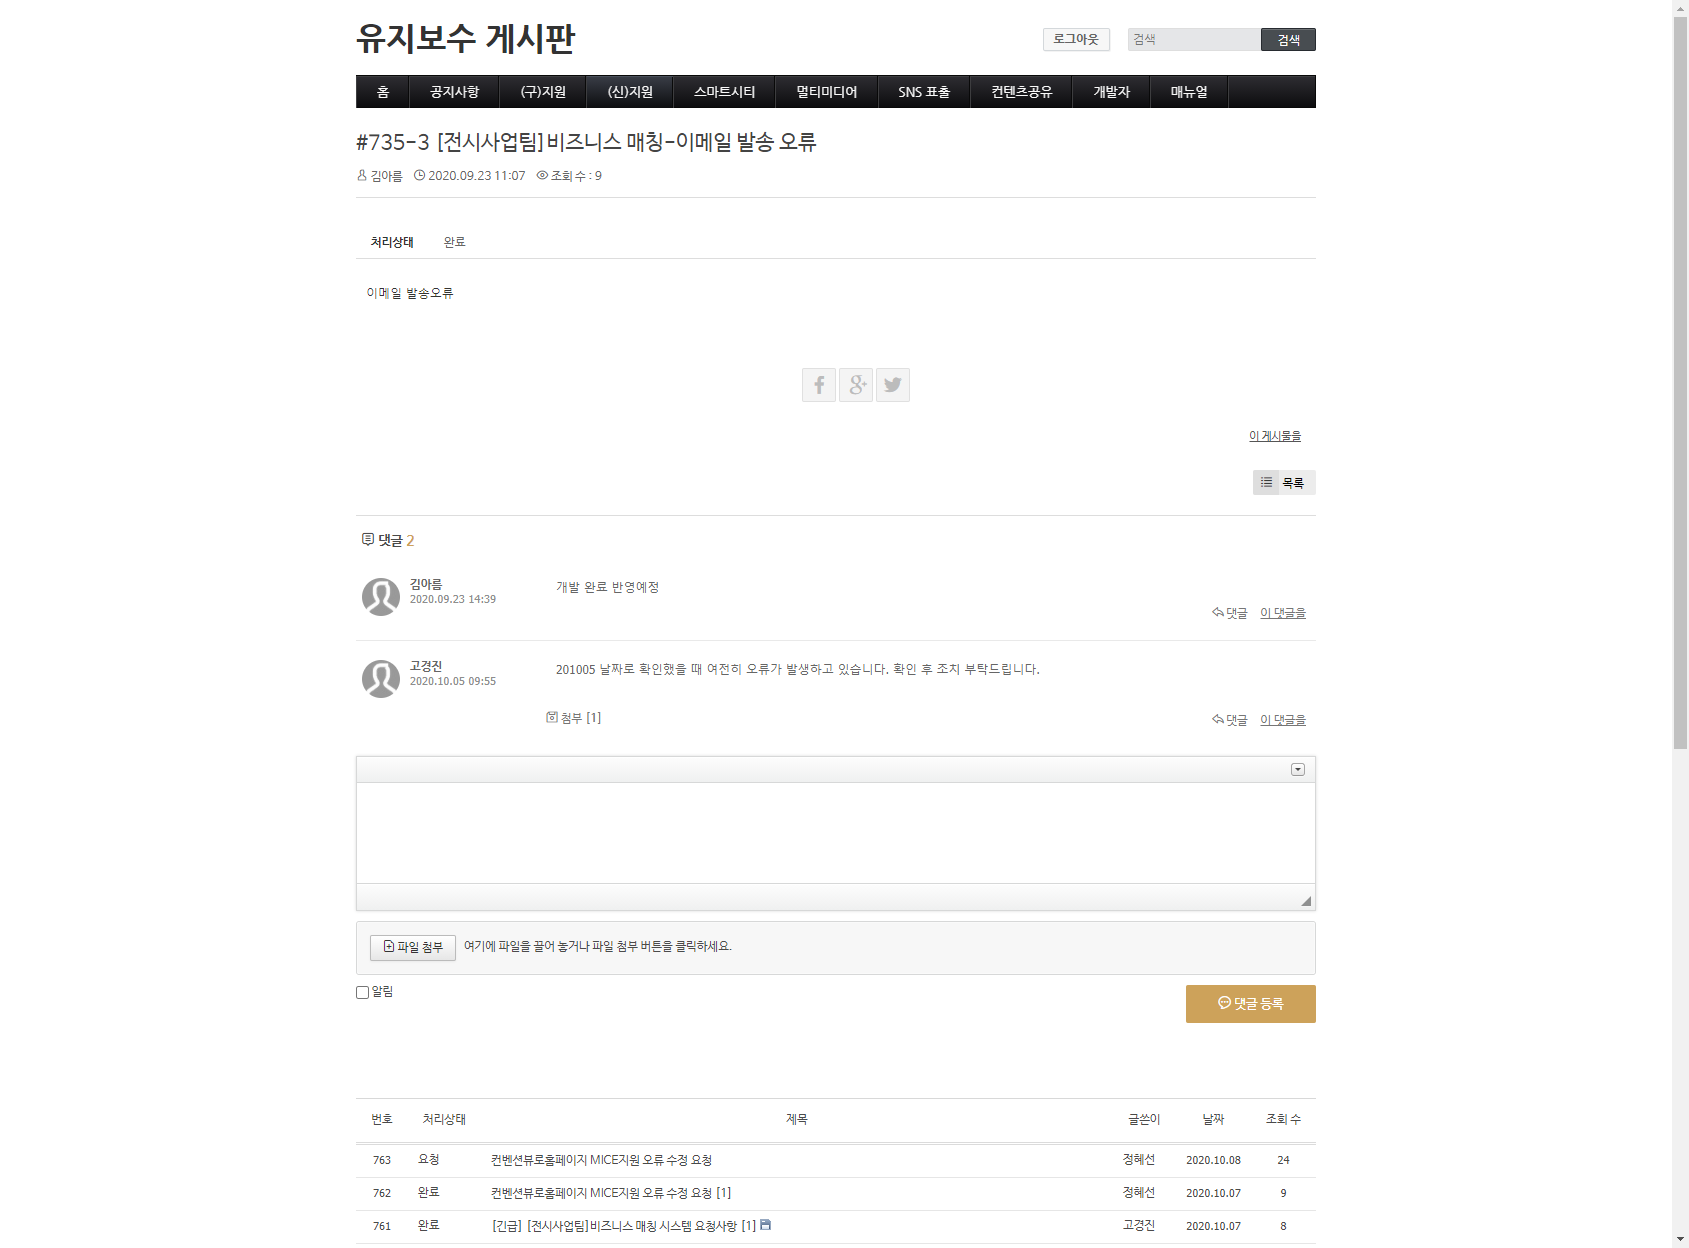 유지보수 게시판
로그아웃 검색 검색
홈 공지사항 (구)지원 (신)지원 스마트시티 멀티미디어 SNS 표출 컨텐츠공유 개발자 매뉴얼
#735-3 [전시사업팀]비즈니스 매칭-이메일 발송 오류
김아름 2020.09.23 11:07 조회 수 : 9
처리상태 완료
이메일 발송오류
f g+
이 게시물을
목록
댓글 2
김아름
2020.09.23 14:39
개발 완료 반영예정
댓글 이 댓글을
고경진
2020.10.05 09:55
201005 날짜로 확인했을 때 여전히 오류가 발생하고 있습니다. 확인 후 조치 부탁드립니다.
첨부 [1]
댓글 이 댓글을
파일 첨부 여기에 파일을 끌어 놓거나 파일 첨부 버튼을 클릭하세요.
알림
댓글 등록
번호 처리상태 제목 글쓴이 날짜 조회 수
763 요청 컨벤션뷰로홈페이지 MICE지원 오류 수정 요청 정혜선 2020.10.08 24
762 완료 컨벤션뷰로홈페이지 MICE지원 오류 수정 요청 [1] 정혜선 2020.10.07 9
761 완료 [긴급] [전시사업팀]비즈니스 매칭 시스템 요청사항 [1] 고경진 2020.10.07 8